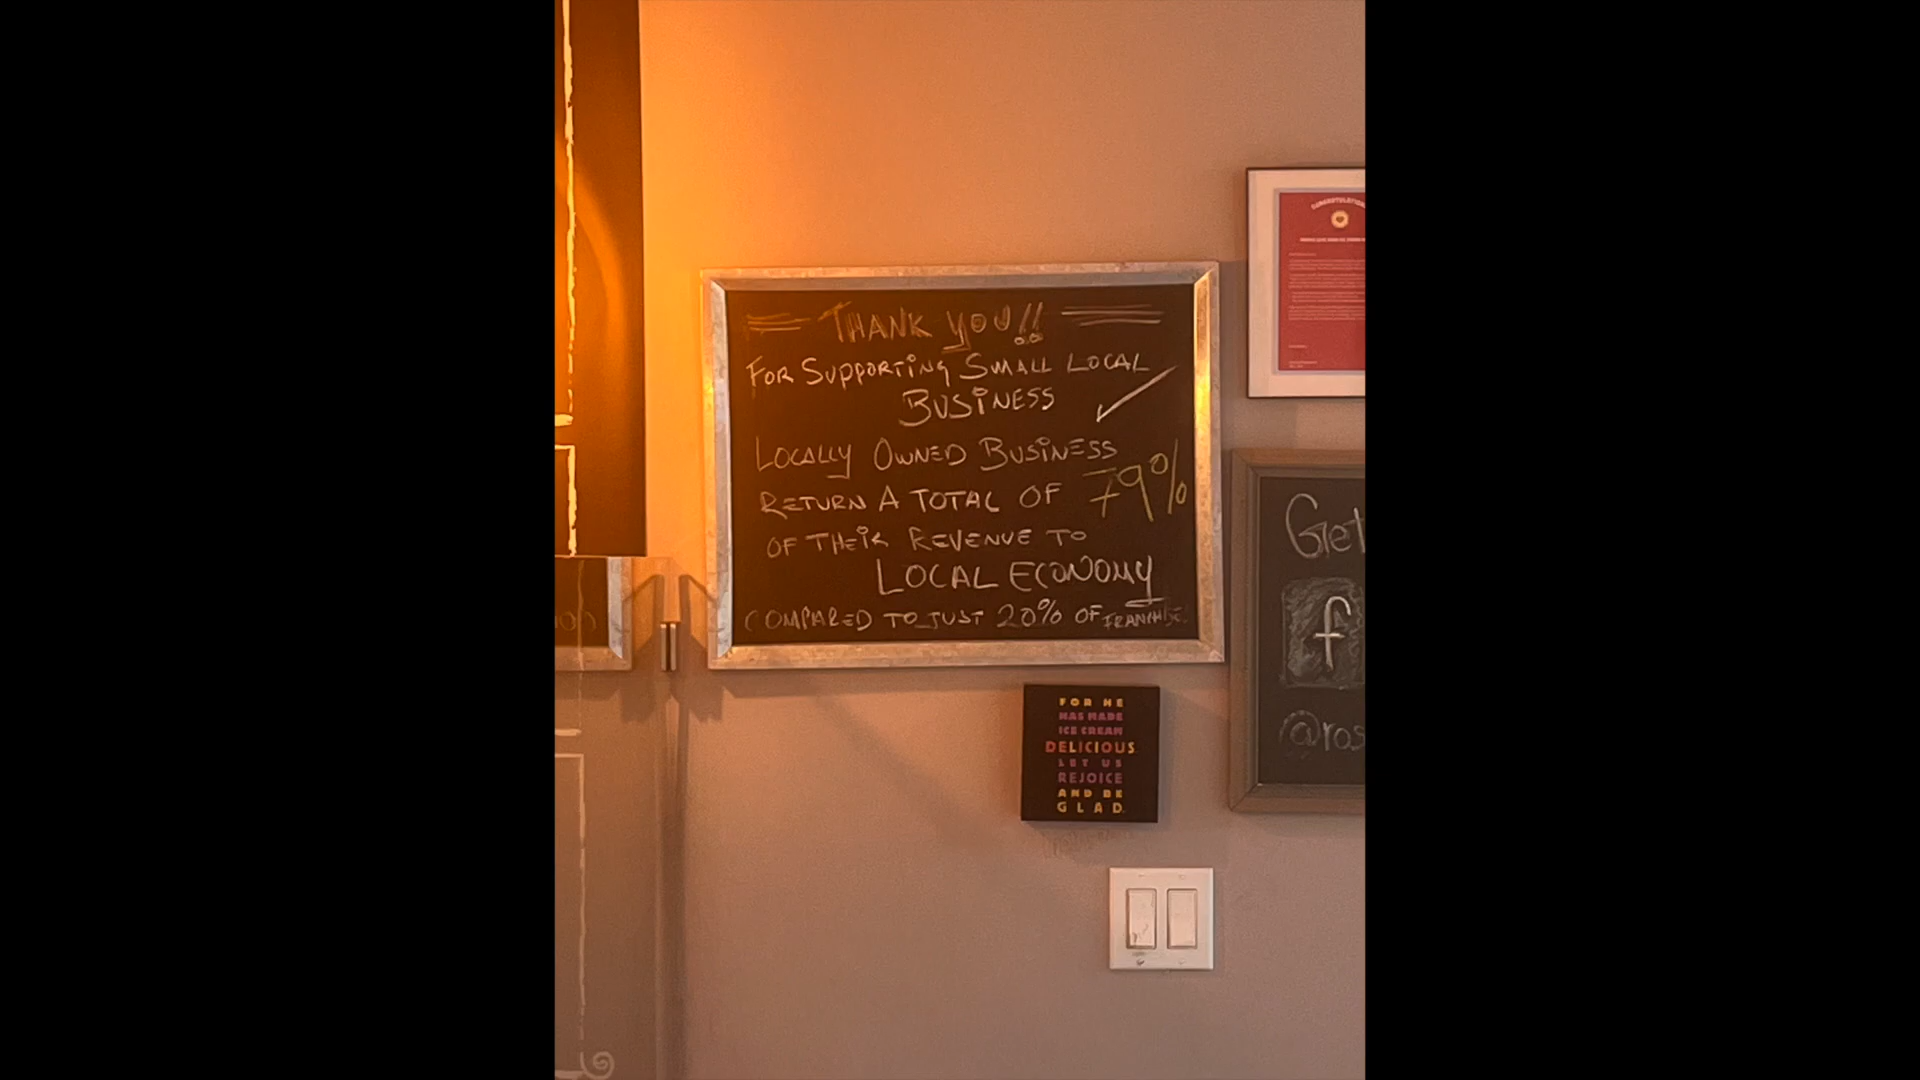 THANK YOU!!
FOR SUPPORTING SMALL LOCAL
BUSINESS
LOCALLY OWNED BUSINESS
RETURN A TOTAL OF 79%
OF THEIR REVENUE TO
LOCAL ECONOMY
COMPARED TO JUST 20% OF FRANCHISE.
FOR HE
HAS MADE
ICE CREAM
DELICIOUS
LET US
REJOICE
AND BE
GLAD.
Get
f
@ros